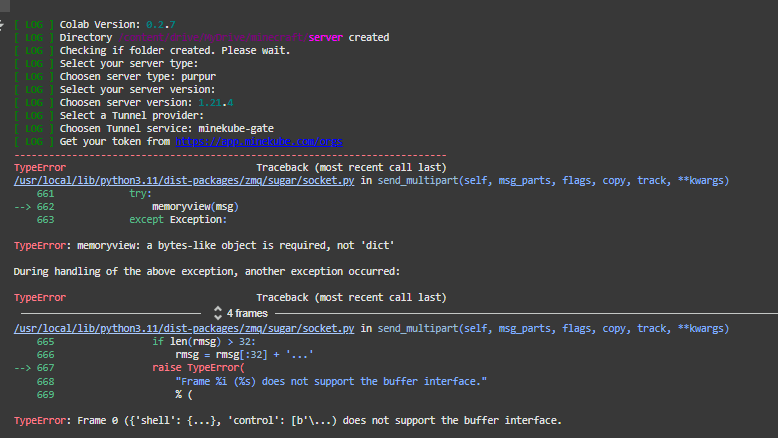 [ LOG ] Colab Version: 0.2.7
[ LOG ] Directory server created
[ LOG ] Checking if folder created. Please wait.
[ LOG ] Select your server type:
[ LOG ] Choosen server type: purpur
[ LOG ] Select your server version:
[ LOG ] Choosen server version: 1.21.4
[ LOG ] Select a Tunnel provider:
[ LOG ] Choosen Tunnel service: minekube-gate
[ LOG ] Get your token from https://app.minekube.com/orgs
---------------------------------------------------------------------------
TypeError                                 Traceback (most recent call last)
/usr/local/lib/python3.11/dist-packages/zmq/sugar/socket.py in send_multipart(self, msg_parts, flags, copy, track, **kwargs)
    661             try:
--> 662                 memoryview(msg)
    663             except Exception:
TypeError: memoryview: a bytes-like object is required, not 'dict'
During handling of the above exception, another exception occurred:
TypeError                                 Traceback (most recent call last)
4 frames
/usr/local/lib/python3.11/dist-packages/zmq/sugar/socket.py in send_multipart(self, msg_parts, flags, copy, track, **kwargs)
    665                 if len(rmsg) > 32:
    666                     rmsg = rmsg[:32] + '...'
--> 667                 raise TypeError(
    668                     "Frame %i (%s) does not support the buffer interface."
    669                     % (
TypeError: Frame 0 ({'shell': {...}, 'control': [b'\...) does not support the buffer interface.